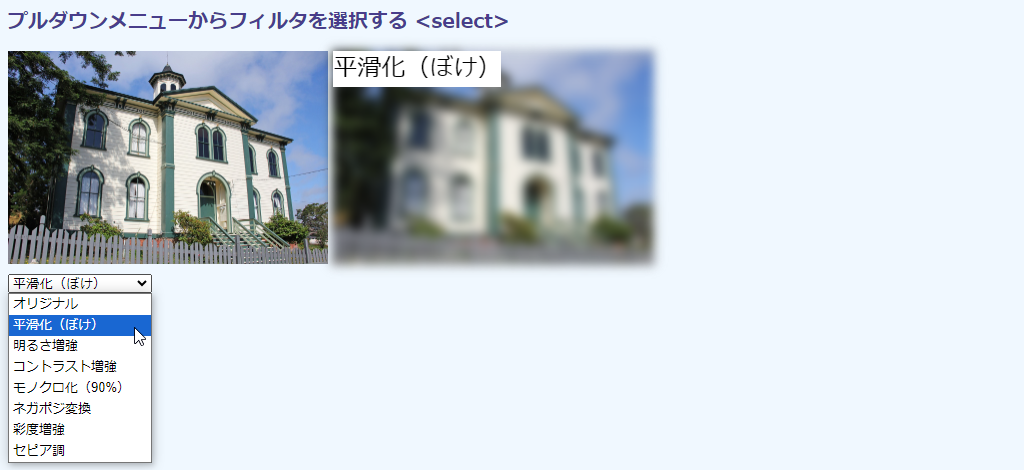 プルダウンメニューからフィルタを選択する <select>
平滑化（ぼけ）
平滑化（ぼけ）
オリジナル
平滑化（ぼけ）
明るさ増強
コントラスト増強
モノクロ化（90%）
ネガポジ変換
彩度増強
セピア調